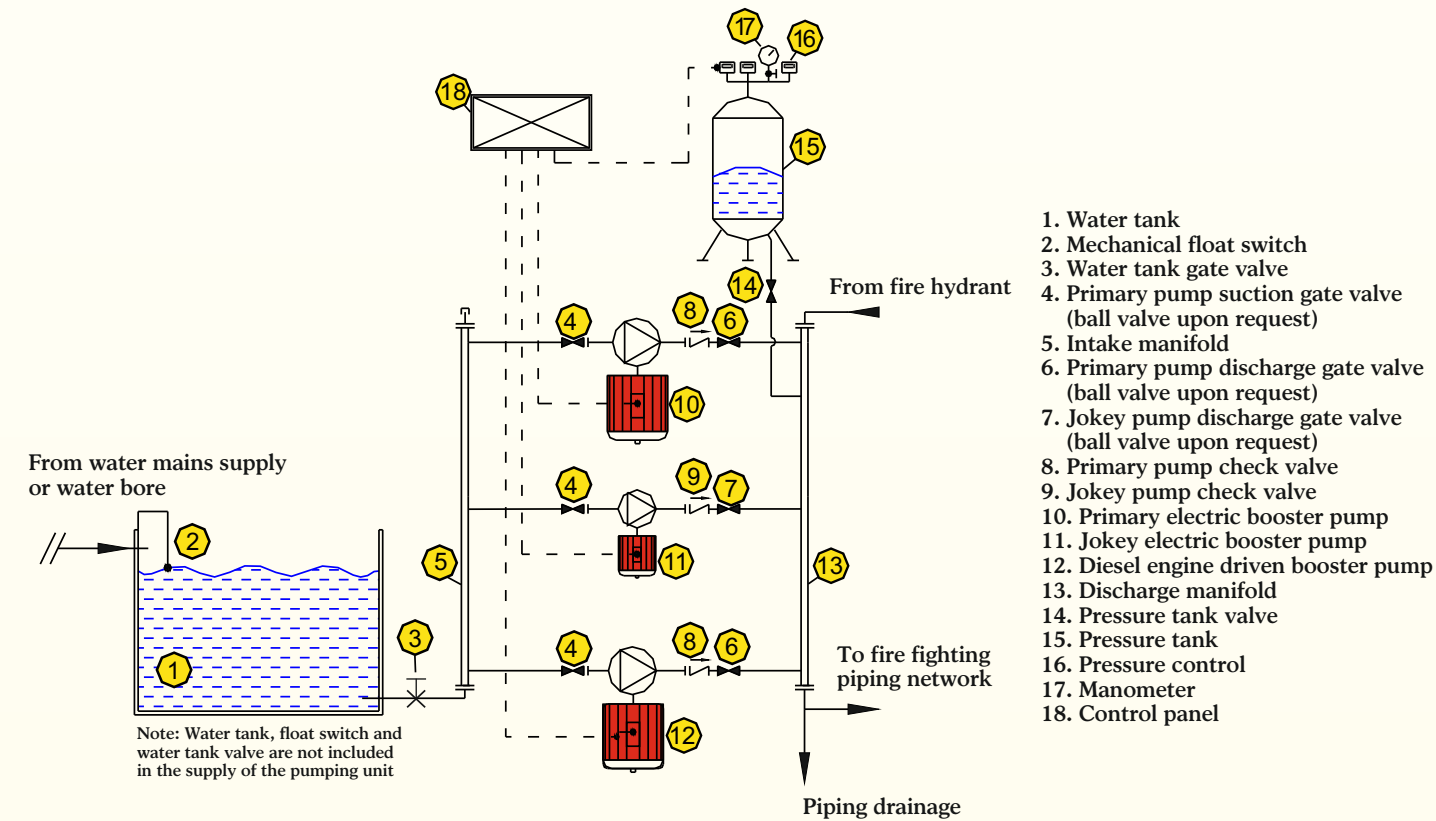 17
16
18
15
14
From fire hydrant
4
8
6
10
From water mains supply
or water bore
4
9
7
2
5
11
13
3
4
8
6
1
To fire fighting
piping network
12
Note: Water tank, float switch and
water tank valve are not included
in the supply of the pumping unit
Piping drainage
1. Water tank
2. Mechanical float switch
3. Water tank gate valve
4. Primary pump suction gate valve
(ball valve upon request)
5. Intake manifold
6. Primary pump discharge gate valve
(ball valve upon request)
7. Jokey pump discharge gate valve
(ball valve upon request)
8. Primary pump check valve
9. Jokey pump check valve
10. Primary electric booster pump
11. Jokey electric booster pump
12. Diesel engine driven booster pump
13. Discharge manifold
14. Pressure tank valve
15. Pressure tank
16. Pressure control
17. Manometer
18. Control panel